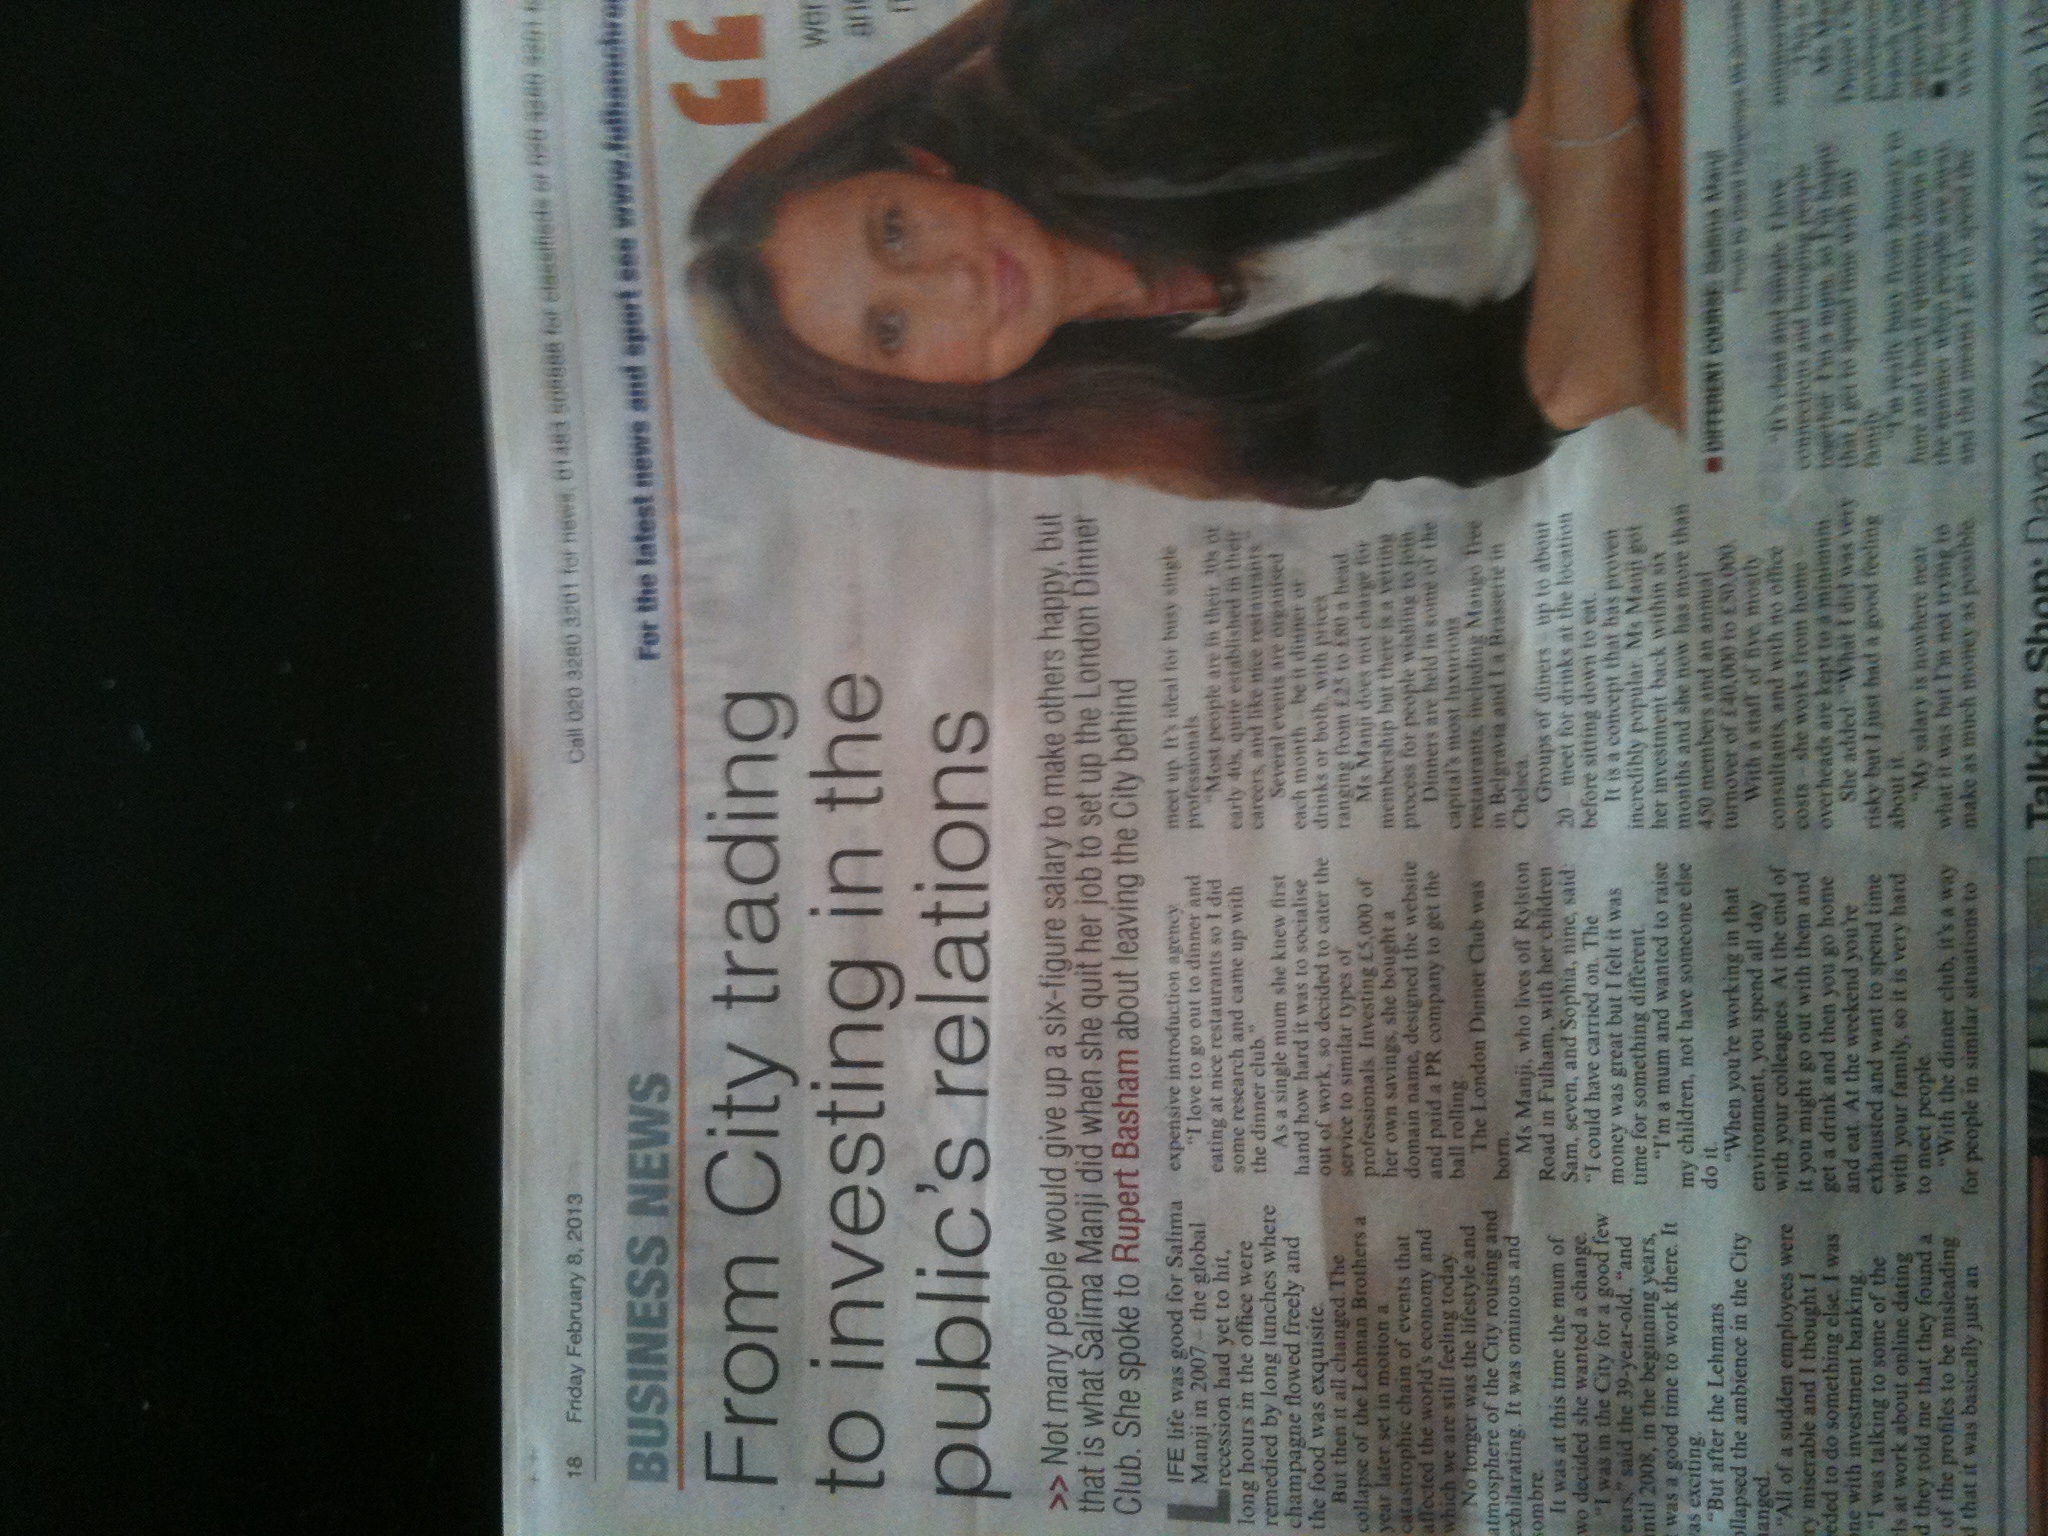 18 Friday February 8, 2013
Call 020 3280 3201 for news, 01483 508888 for classifieds or 020 3280 3201
BUSINESS NEWS
For the latest news and sport see www.fulhamchro
From City trading
to investing in the
public's relations
>> Not many people would give up a six-figure salary to make others happy, but
that is what Salima Manji did when she quit her job to set up the London Dinner
Club. She spoke to Rupert Basham about leaving the City behind
LIFE life was good for Salima
Manji in 2007 – the global
recession had yet to hit,
long hours in the office were
remedied by long lunches where
champagne flowed freely and
the food was exquisite.
But then it all changed. The
collapse of the Lehman Brothers a
year later set in motion a
catastrophic chain of events that
affected the world's economy and
which we are still feeling today.
No longer was the lifestyle and
atmosphere of the City rousing and
exhilarating. It was ominous and
sombre.
It was at this time the mum of
wo decided she wanted a change.
"I was in the City for a good few
ears," said the 39-year-old, "and
ntil 2008, in the beginning years,
was a good time to work there. It
as exciting.
"But after the Lehmans
ollapsed the ambience in the City
anged.
"All of a sudden employees were
ry miserable and I thought I
eded to do something else. I was
ne with investment banking.
"I was talking to some of the
ls at work about online dating
d they told me that they found a
of the profiles to be misleading
d that it was basically just an
expensive introduction agency.
"I love to go out to dinner and
eating at nice restaurants so I did
some research and came up with
the dinner club."
As a single mum she knew first
hand how hard it was to socialise
out of work, so decided to cater the
service to similar types of
professionals. Investing £5,000 of
her own savings, she bought a
domain name, designed the website
and paid a PR company to get the
ball rolling.
The London Dinner Club was
born.
Ms Manji, who lives off Rylston
Road in Fulham, with her children
Sam, seven, and Sophia, nine, said:
"I could have carried on. The
money was great but I felt it was
time for something different.
"I'm a mum and wanted to raise
my children, not have someone else
do it.
"When you're working in that
environment, you spend all day
with your colleagues. At the end of
it you might go out with them and
get a drink and then you go home
and eat. At the weekend you're
exhausted and want to spend time
with your family, so it is very hard
to meet people.
"With the dinner club, it's a way
for people in similar situations to
meet up. It's ideal for busy single
professionals.
"Most people are in their 30s or
early 40s, quite established in their
careers, and like nice restaurants."
Several events are organised
each month – be it dinner or
drinks or both, with prices
ranging from £25 to £80 a head.
Ms Manji does not charge for
membership but there is a vetting
process for people wishing to join.
Dinners are held in some of the
capital's most luxurious
restaurants, including Mango Tree
in Belgravia and La Brasserie in
Chelsea.
Groups of diners – up to about
20 – meet for drinks at the location
before sitting down to eat.
It is a concept that has proven
incredibly popular. Ms Manji got
her investment back within six
months and she now has more than
450 members and an annual
turnover of £40,000 to £50,000.
With a staff of five, mostly
consultants, and with no office
costs – she works from home –
overheads are kept to a minimum.
She added: "What I did was very
risky but I just had a good feeling
about it.
"My salary is nowhere near
what it was but I'm not trying to
make as much money as possible.
“
wer
and
■ DIFFERENT COURSE: Salima Manji
Photo by Grant Humphreys
"It's clean and simple. I love
connections and bringing people
together. I'm a mum, so I'm happy
that I get to spend time with my
family.
"I'm really busy from January to
June and then it quietens down in
the summer when people are away,
and that means I get to spend the
"This is
Ms Ma
Dinner C
Talking Shop: Dave Wax, owner of Dave Wa